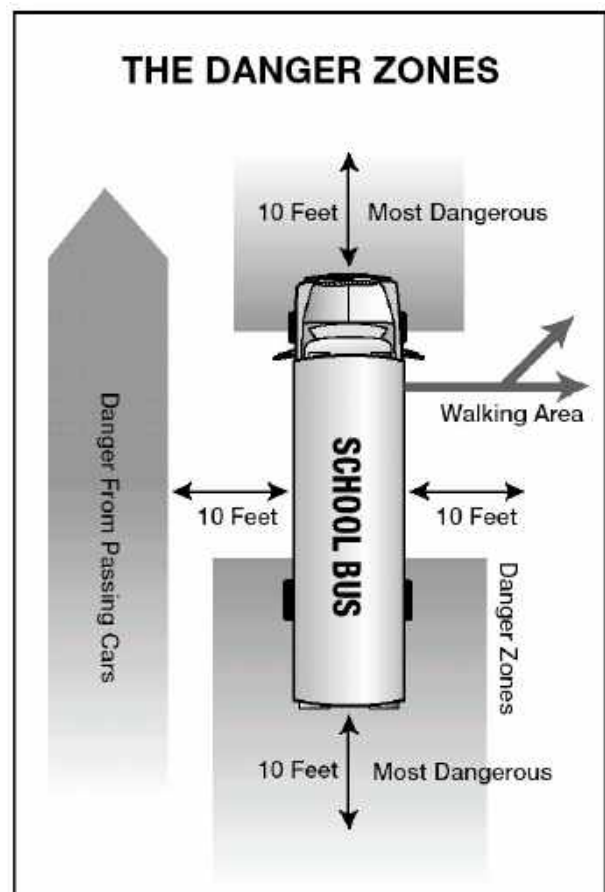 THE DANGER ZONES
10 Feet
Most Dangerous
Walking Area
Danger From Passing Cars
SCHOOL BUS
10 Feet
10 Feet
Danger Zones
10 Feet
Most Dangerous